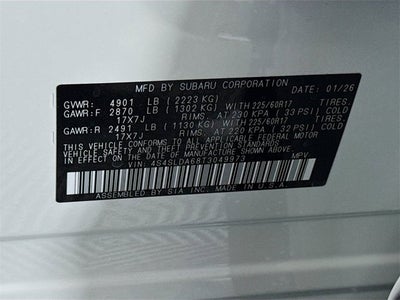 MFD BY SUBARU CORPORATION DATE: 01/26
GVWR: 4901 LB ( 2223 KG)
GAWR:F 2870 LB ( 1302 KG) WITH 225/60R17 TIRES.
17X7J RIMS. AT 230 KPA ( 33 PSI) COLD
GAWR:R 2491 LB ( 1130 KG) WITH 225/60R17 TIRES.
17X7J RIMS. AT 220 KPA ( 32 PSI) COLD
THIS VEHICLE CONFORMS TO ALL APPLICABLE FEDERAL MOTOR VEHICLE
SAFETY AND THEFT PREVENTION STANDARDS
IN EFFECT ON THE DATE OF MANUFACTURE SHOWN ABOVE.
MPV
ASSEMBLED BY SIA INC. MADE IN U.S.A.